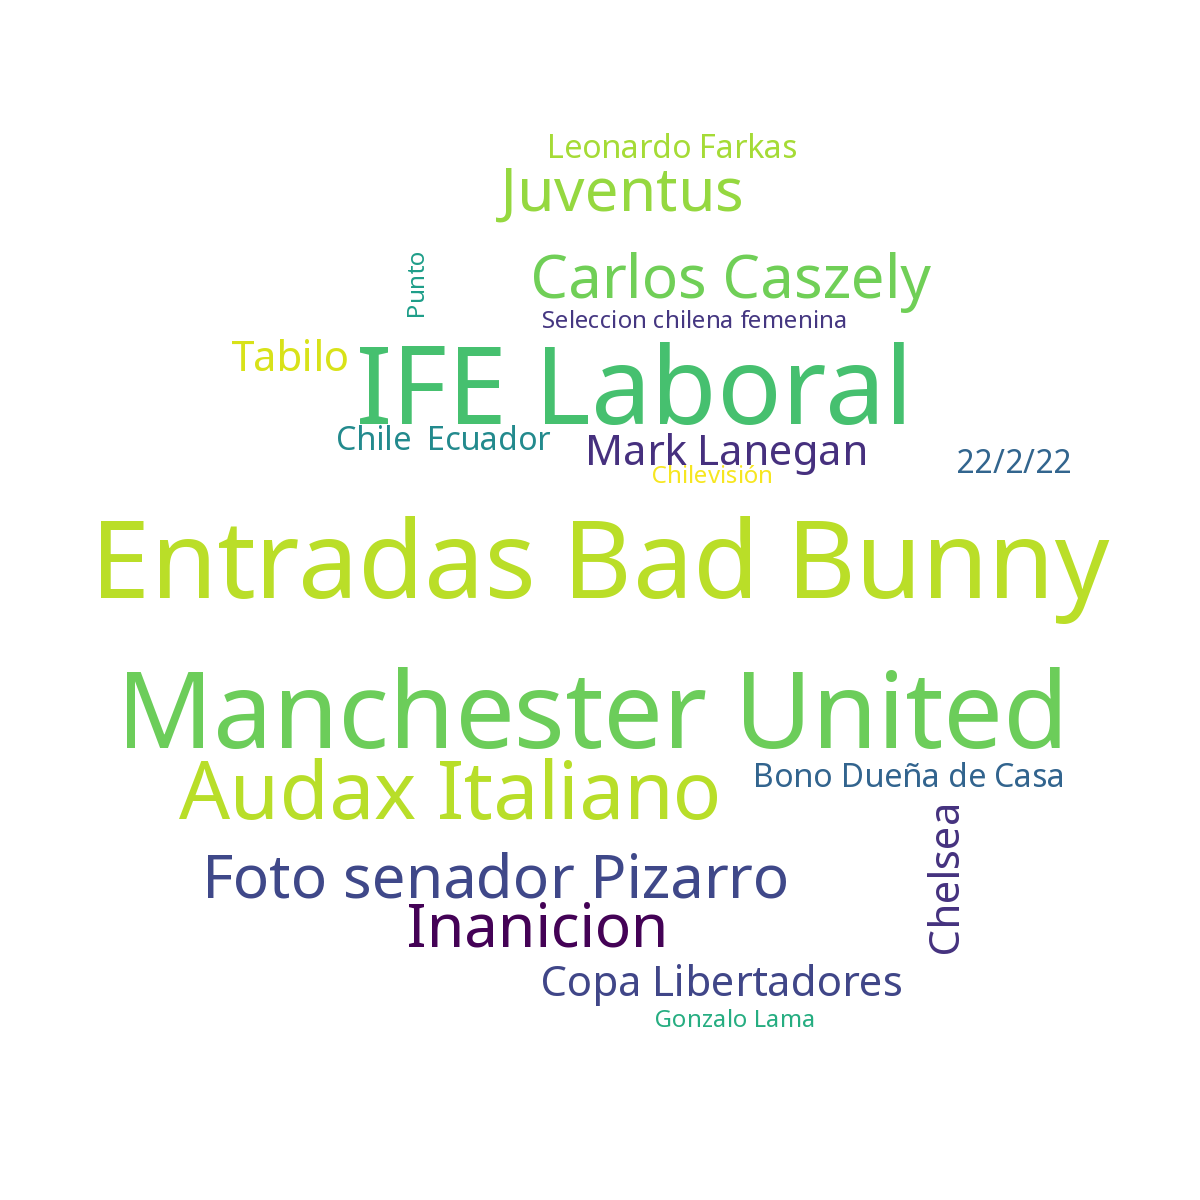 Leonardo Farkas
Juventus
Carlos Caszely
Punto
Seleccion chilena femenina
Tabilo
IFE Laboral
Chile Ecuador
Mark Lanegan
22/2/22
Chilevisión
Entradas Bad Bunny
Manchester United
Audax Italiano
Bono Dueña de Casa
Chelsea
Foto senador Pizarro
Inanicion
Copa Libertadores
Gonzalo Lama